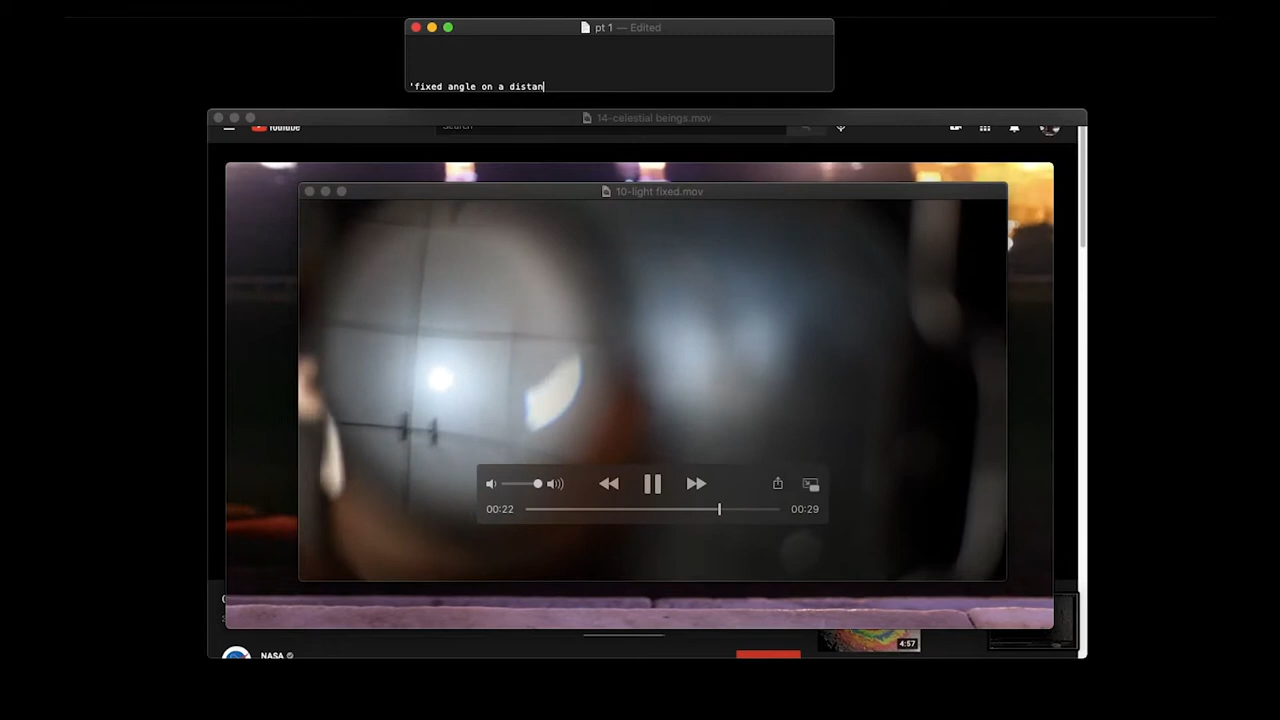 pt 1 — Edited
'fixed angle on a distan
14-celestial beings.mov
YouTube
Search
10-light fixed.mov
00:22
00:29
NASA
4:57